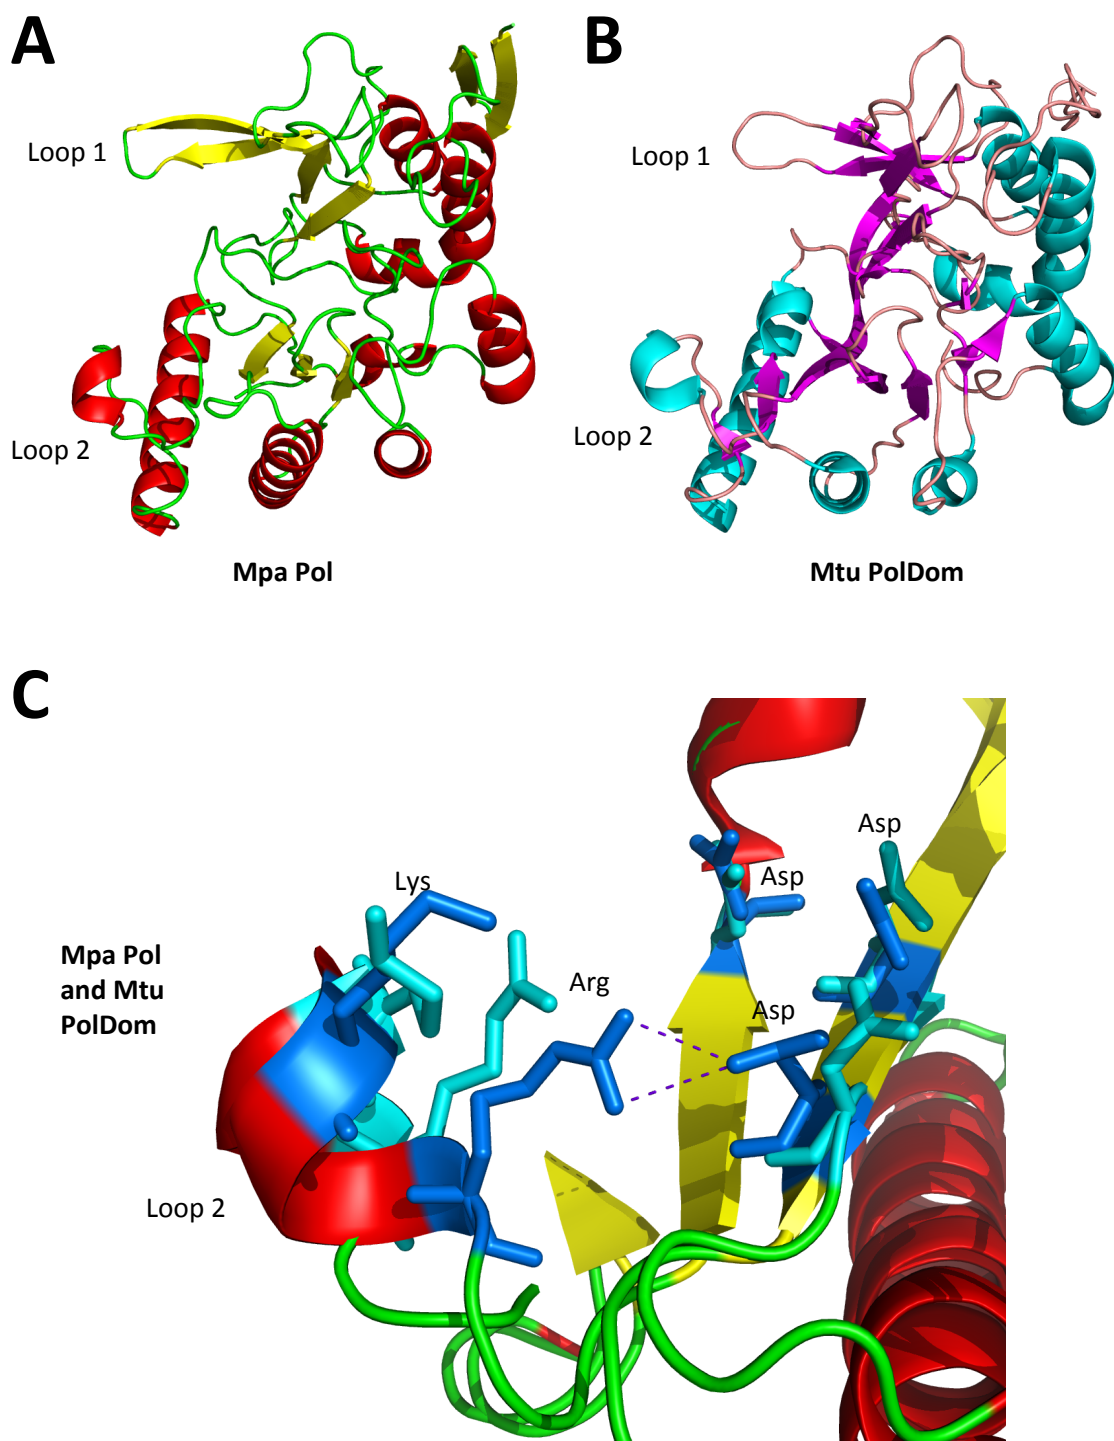 A
B
Loop 1
Loop 1
Loop 2
Loop 2
Mpa Pol
Mtu PolDom
C
Asp
Lys
Asp
Mpa Pol
and Mtu
PolDom
Arg
Asp
Loop 2